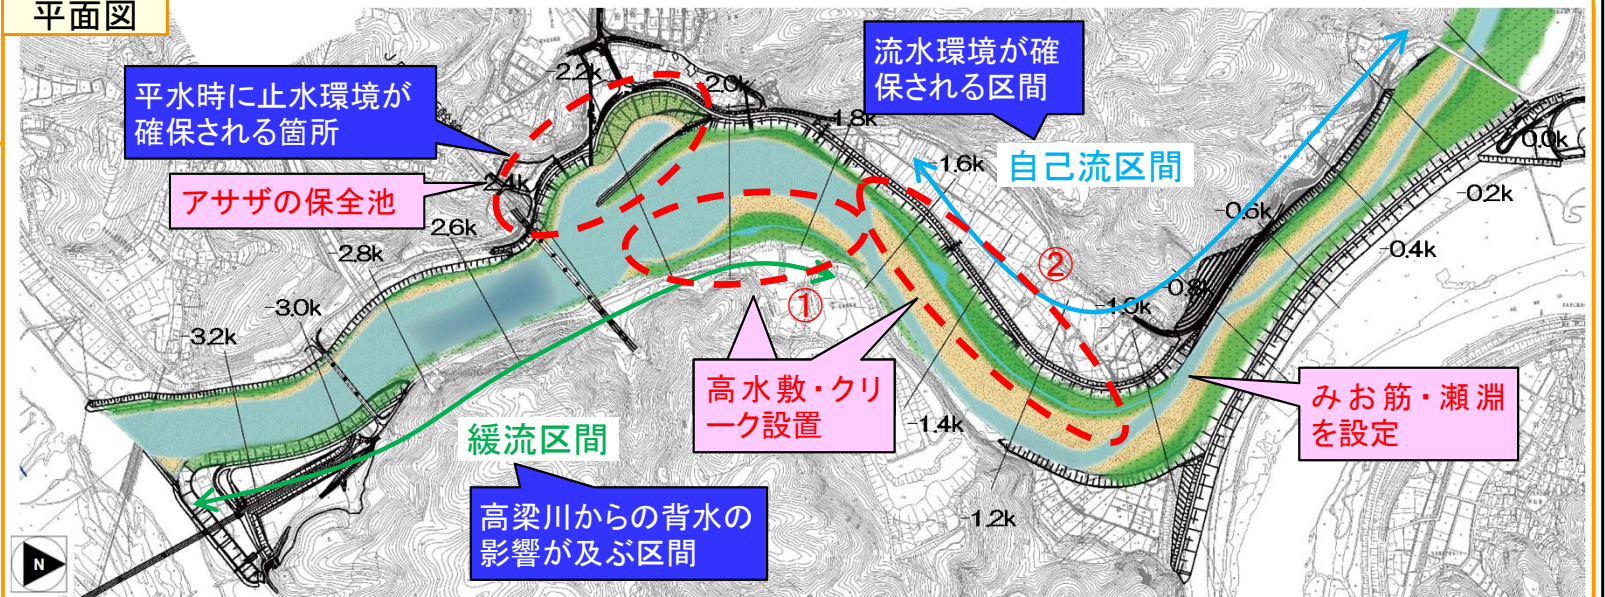 平面図
平水時に止水環境が
確保される箇所
アサザの保全池
流水環境が確
保される区間
自己流区間
-2.2k
2.0k
-1.8k
-1.6k
-2.4k
-2.6k
-2.8k
-3.0k
-3.2k
0.0k
-0.2k
-0.4k
-0.6k
-0.8k
-1.0k
-1.2k
-1.4k
①
②
高水敷・クリ
ーク設置
みお筋・瀬淵
を設定
緩流区間
高梁川からの背水の
影響が及ぶ区間
N